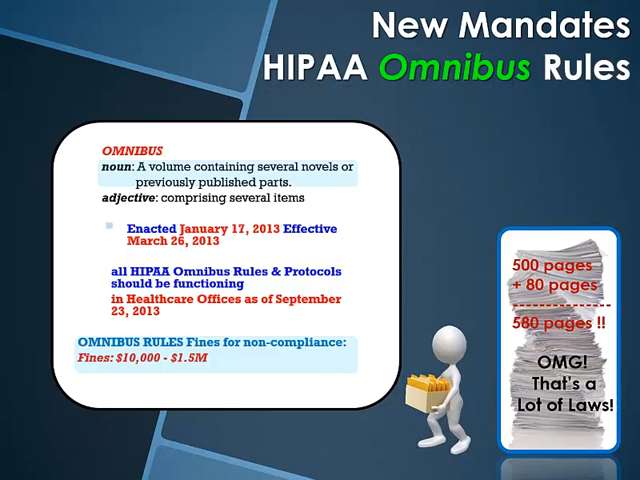 New Mandates
HIPAA Omnibus Rules
OMNIBUS
noun: A volume containing several novels or
previously published parts.
adjective: comprising several items
Enacted January 17, 2013 Effective
March 26, 2013
all HIPAA Omnibus Rules & Protocols
should be functioning
in Healthcare Offices as of September
23, 2013
OMNIBUS RULES Fines for non-compliance:
Fines: $10,000 - $1.5M
500 pages
+ 80 pages
---------------
580 pages !!
OMG!
That's a
Lot of Laws!